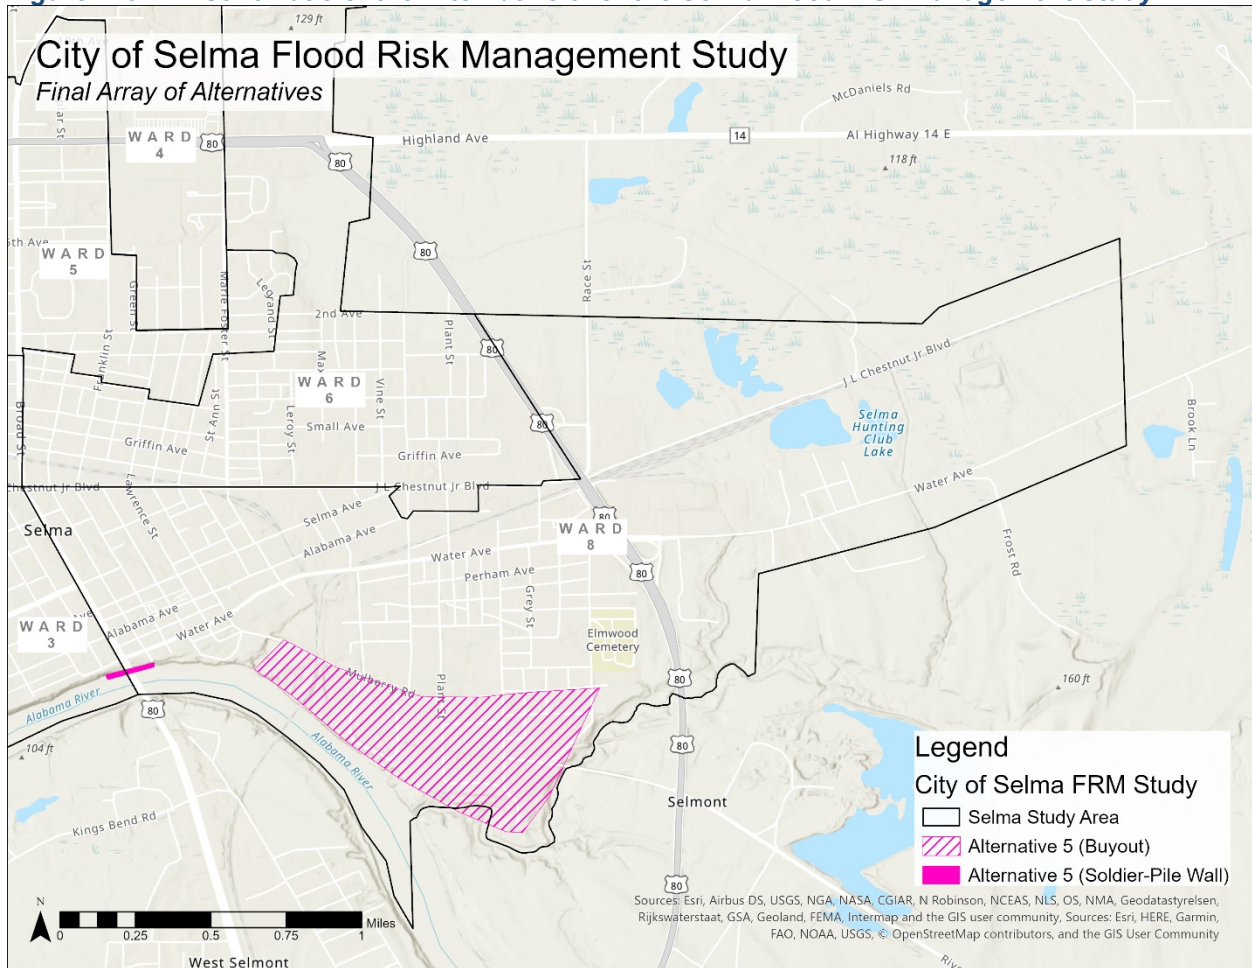 City of Selma Flood Risk Management Study
Final Array of Alternatives
129 ft
WARD
4
80
80
Highland Ave
14
McDaniels Rd
Al Highway 14 E
118 ft
WARD
5
80
Green St
Marie Foster St
Legrand St
2nd Ave
Race St
Franklin St
Plant St
80
WARD
6
Vine St
J L Chestnut Jr Blvd
Broad St
St Ann St
Leroy St
Small Ave
80
Selma
Hunting
Club
Lake
Brook Ln
Griffin Ave
Griffin Ave
Chestnut Jr Blvd
J L Chestnut Jr Blvd
Water Ave
Lawrence St
Selma Ave
80
Selma
Alabama Ave
WARD
8
Frost Rd
Water Ave
80
Perham Ave
Grey St
WARD
3
Alabama Ave
Water Ave
Elmwood
Cemetery
Mulberry Rd
Plant St
80
160 ft
Alabama River
80
Alabama River
80
104 ft
Selmont
Kings Bend Rd
80
Legend
City of Selma FRM Study
Selma Study Area
Alternative 5 (Buyout)
Alternative 5 (Soldier-Pile Wall)
Sources: Esri, Airbus DS, USGS, NGA, NASA, CGIAR, N Robinson, NCEAS, NLS, OS, NMA, Geodatastyrelsen,
Rijkswaterstaat, GSA, Geoland, FEMA, Intermap and the GIS user community, Sources: Esri, HERE, Garmin,
FAO, NOAA, USGS, © OpenStreetMap contributors, and the GIS User Community
N
0 0.25 0.5 0.75 1
Miles
West Selmont